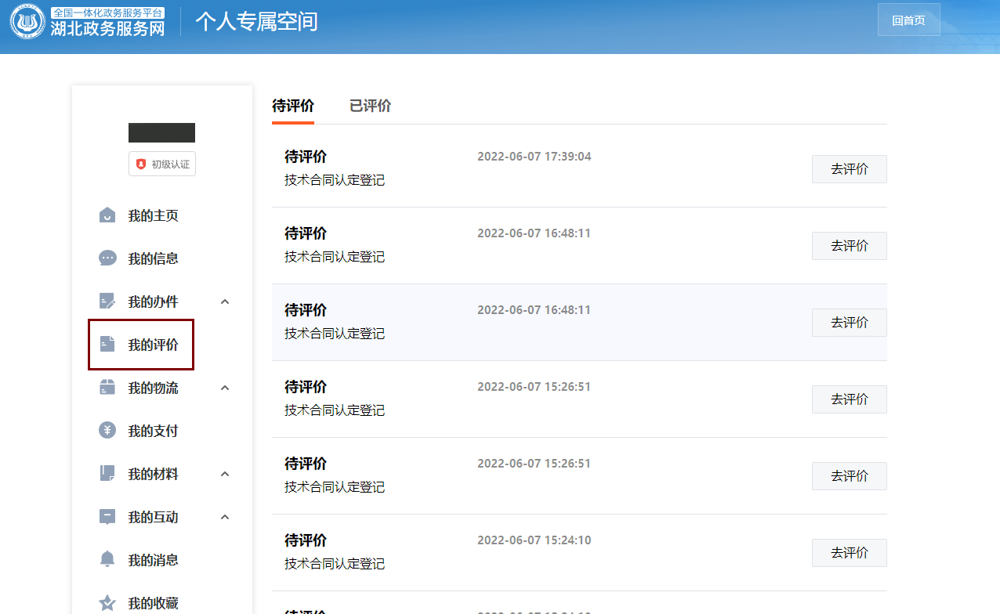 全国一体化政务服务平台
湖北政务服务网
个人专属空间
回首页
初级认证
我的主页
我的信息
我的办件
我的评价
我的物流
我的支付
我的材料
我的互动
我的消息
我的收藏
待评价 已评价
待评价 2022-06-07 17:39:04
技术合同认定登记
去评价
待评价 2022-06-07 16:48:11
技术合同认定登记
去评价
待评价 2022-06-07 16:48:11
技术合同认定登记
去评价
待评价 2022-06-07 15:26:51
技术合同认定登记
去评价
待评价 2022-06-07 15:26:51
技术合同认定登记
去评价
待评价 2022-06-07 15:24:10
技术合同认定登记
去评价
待评价